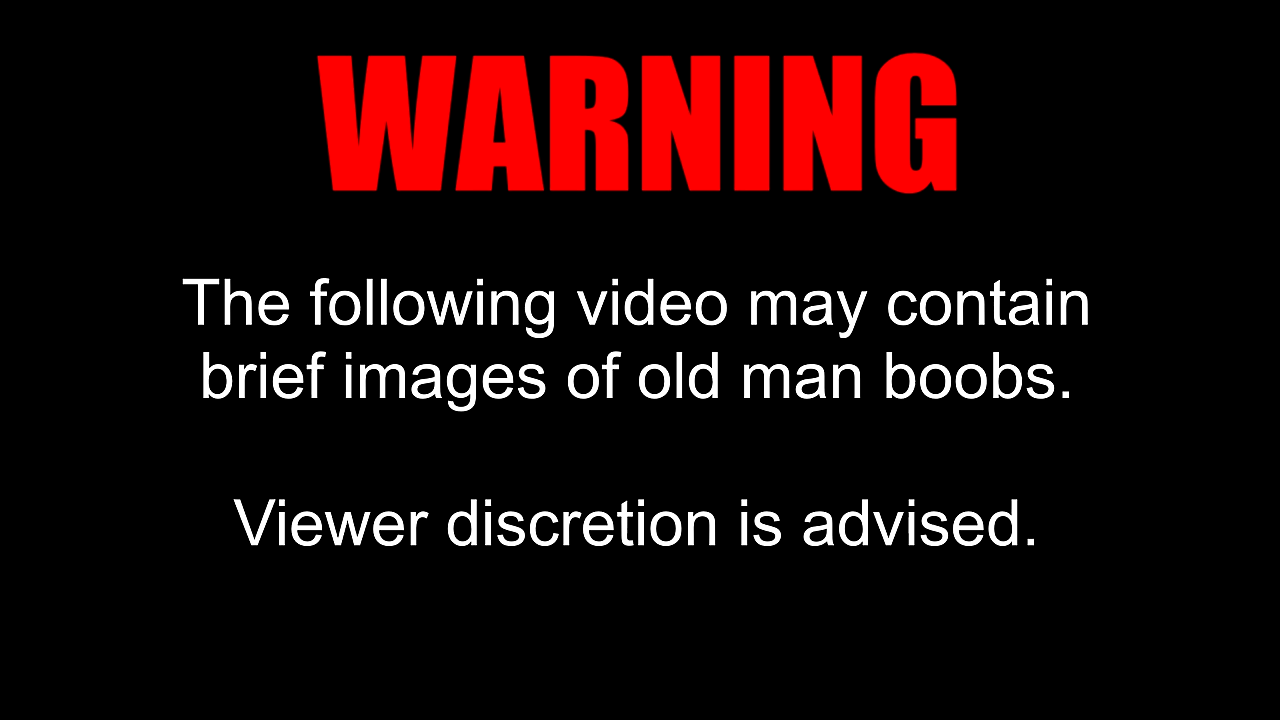 WARNING
The following video may contain
brief images of old man boobs.
Viewer discretion is advised.